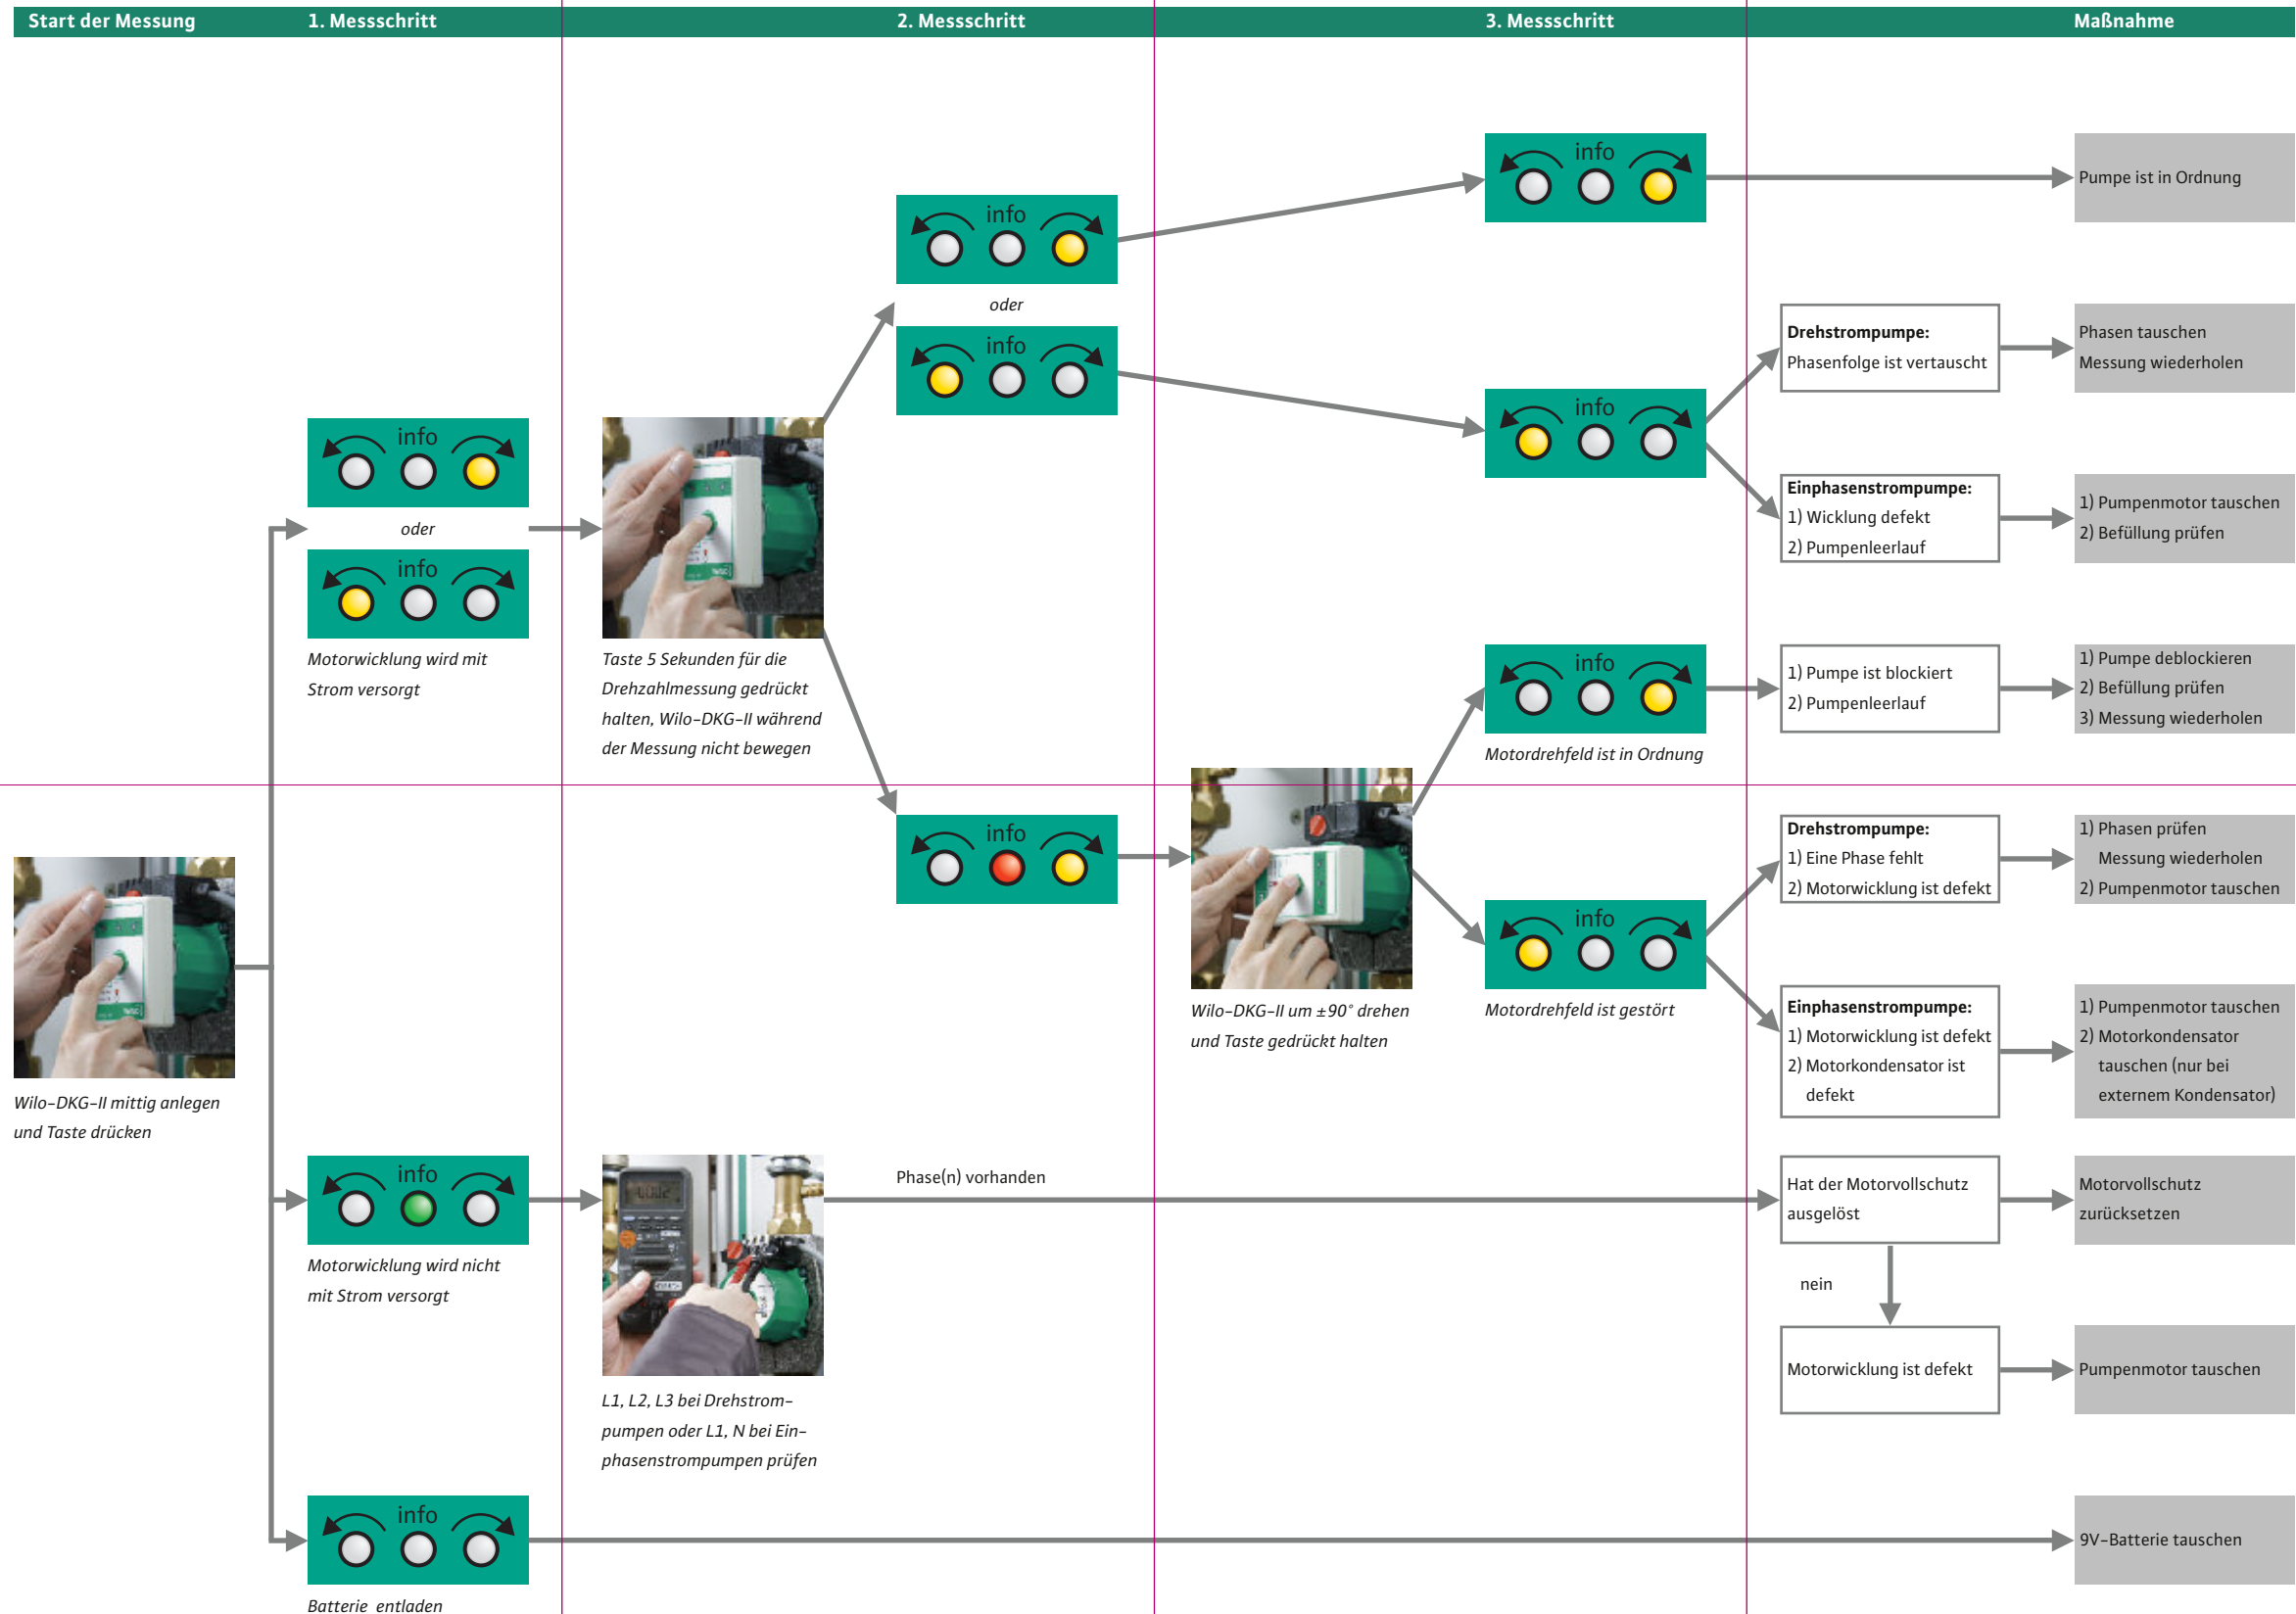 Start der Messung
1. Messschritt
2. Messschritt
3. Messschritt
Maßnahme
info
Pumpe ist in Ordnung
info
oder
info
Drehstrompumpe:
Phasenfolge ist vertauscht
Phasen tauschen
Messung wiederholen
info
info
oder
info
Einphasenstrompumpe:
1) Wicklung defekt
2) Pumpenleerlauf
1) Pumpenmotor tauschen
2) Befüllung prüfen
Motorwicklung wird mit
Strom versorgt
Taste 5 Sekunden für die
Drehzahlmessung gedrückt
halten, Wilo-DKG-II während
der Messung nicht bewegen
info
Motordrehfeld ist in Ordnung
1) Pumpe ist blockiert
2) Pumpenleerlauf
1) Pumpe deblockieren
2) Befüllung prüfen
3) Messung wiederholen
info
Wilo-DKG-II um ±90° drehen
und Taste gedrückt halten
info
Motordrehfeld ist gestört
Drehstrompumpe:
1) Eine Phase fehlt
2) Motorwicklung ist defekt
1) Phasen prüfen
Messung wiederholen
2) Pumpenmotor tauschen
Einphasenstrompumpe:
1) Motorwicklung ist defekt
2) Motorkondensator ist
defekt
1) Pumpenmotor tauschen
2) Motorkondensator
tauschen (nur bei
externem Kondensator)
Wilo-DKG-II mittig anlegen
und Taste drücken
info
Motorwicklung wird nicht
mit Strom versorgt
L1, L2, L3 bei Drehstrom-
pumpen oder L1, N bei Ein-
phasenstrompumpen prüfen
Phase(n) vorhanden
Hat der Motorvollschutz
ausgelöst
Motorvollschutz
zurücksetzen
nein
Motorwicklung ist defekt
Pumpenmotor tauschen
info
Batterie entladen
9V-Batterie tauschen